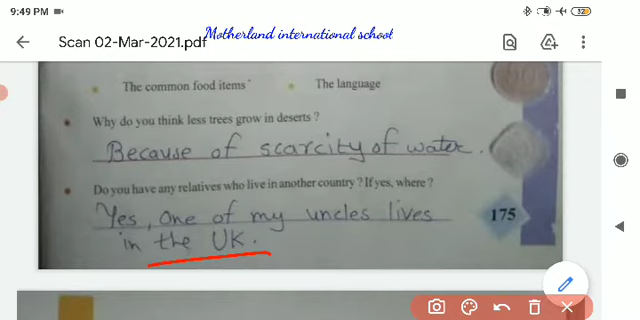 9:49 PM
32
Scan 02-Mar-2021.pdf
Motherland international school
The common food items
The language
Why do you think less trees grow in deserts ?
Because of scarcity of water.
Do you have any relatives who live in another country ? If yes, where ?
Yes, One of my uncles lives
in the UK.
175